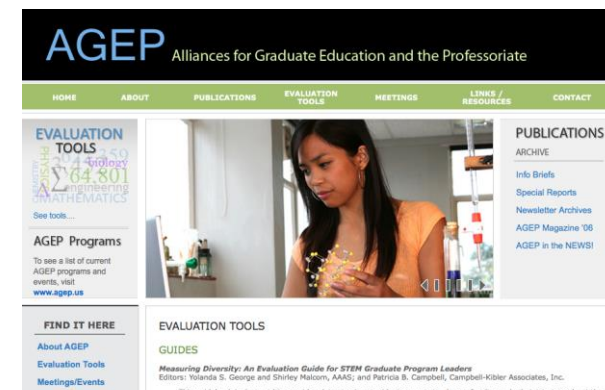 AGEP Alliances for Graduate Education and the Professoriate
HOME ABOUT PUBLICATIONS EVALUATION TOOLS MEETINGS LINKS / RESOURCES CONTACT
EVALUATION
TOOLS
biology
PHYSICS
64.801
engineering
MATHEMATICS
See tools...
AGEP Programs
To see a list of current
AGEP programs and
events, visit
www.agep.us
PUBLICATIONS
ARCHIVE
Info Briefs
Special Reports
Newsletter Archives
AGEP Magazine '06
AGEP in the NEWS!
FIND IT HERE
About AGEP
Evaluation Tools
Meetings/Events
EVALUATION TOOLS
GUIDES
Measuring Diversity: An Evaluation Guide for STEM Graduate Program Leaders
Editors: Yolanda S. George and Shirley Malcom, AAAS; and Patricia B. Campbell, Campbell-Kibler Associates, Inc.